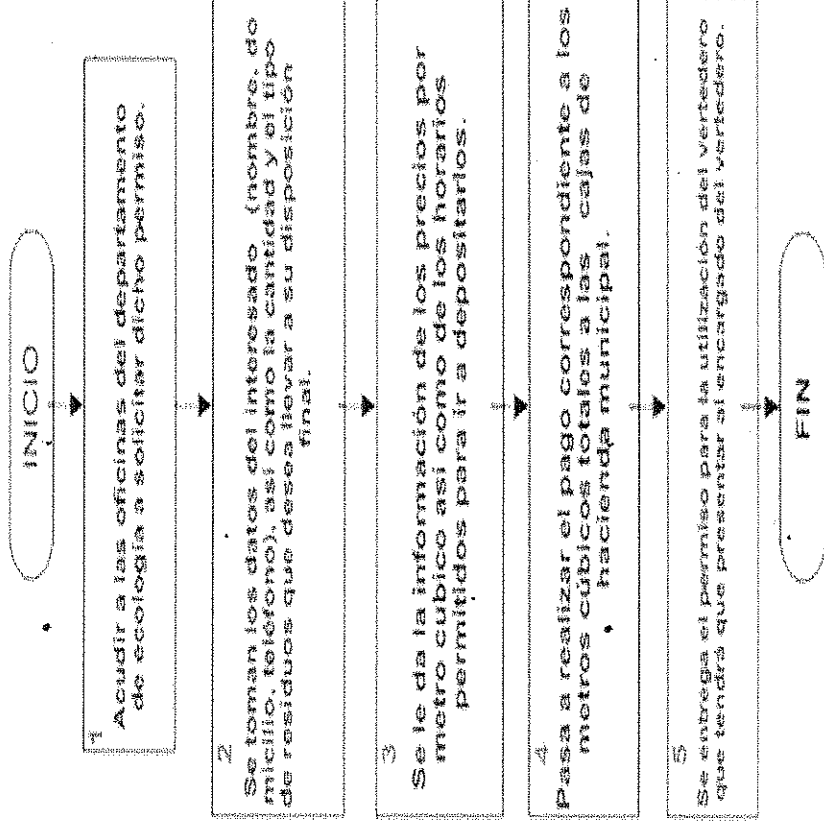 INICIO
1
Acudir a las oficinas del departamento
de ecología a solicitar dicho permiso.
2
Se toman los datos del interesado (nombre, do
micilio, teléfono), así como la cantidad y el tipo
de residuos que desea llevar a su disposición
final.
3
Se le da la información de los precios por
metro cúbico así como de los horarios
permitidos para ir a depositarlos.
4
Pasa a realizar el pago correspondiente a los
metros cúbicos totales a las cajas de
hacienda municipal.
5
Se entrega el permiso para la utilización del vertedero
que tendrá que presentar al encargado del vertedero.
FIN